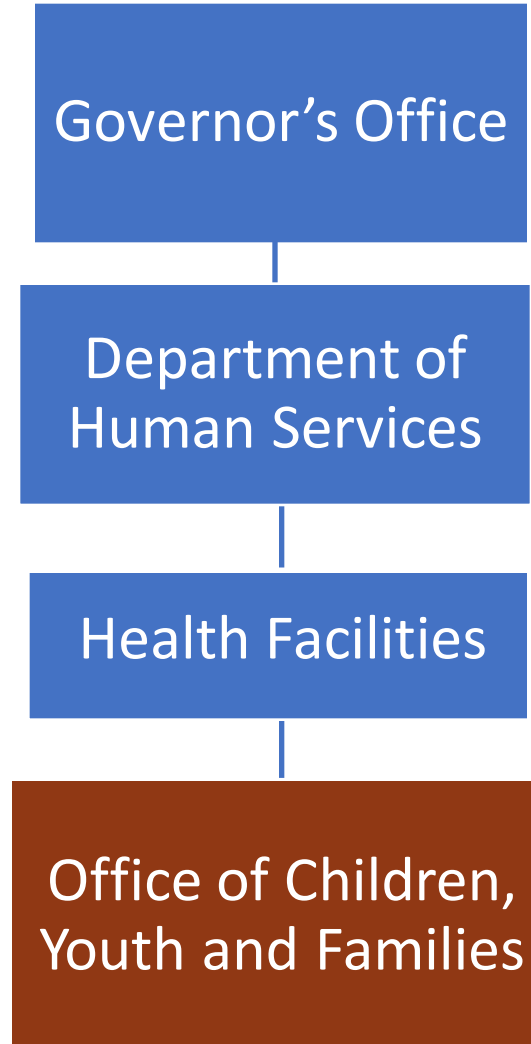 Governor’s Office
Department of
Human Services
Health Facilities
Office of Children,
Youth and Families